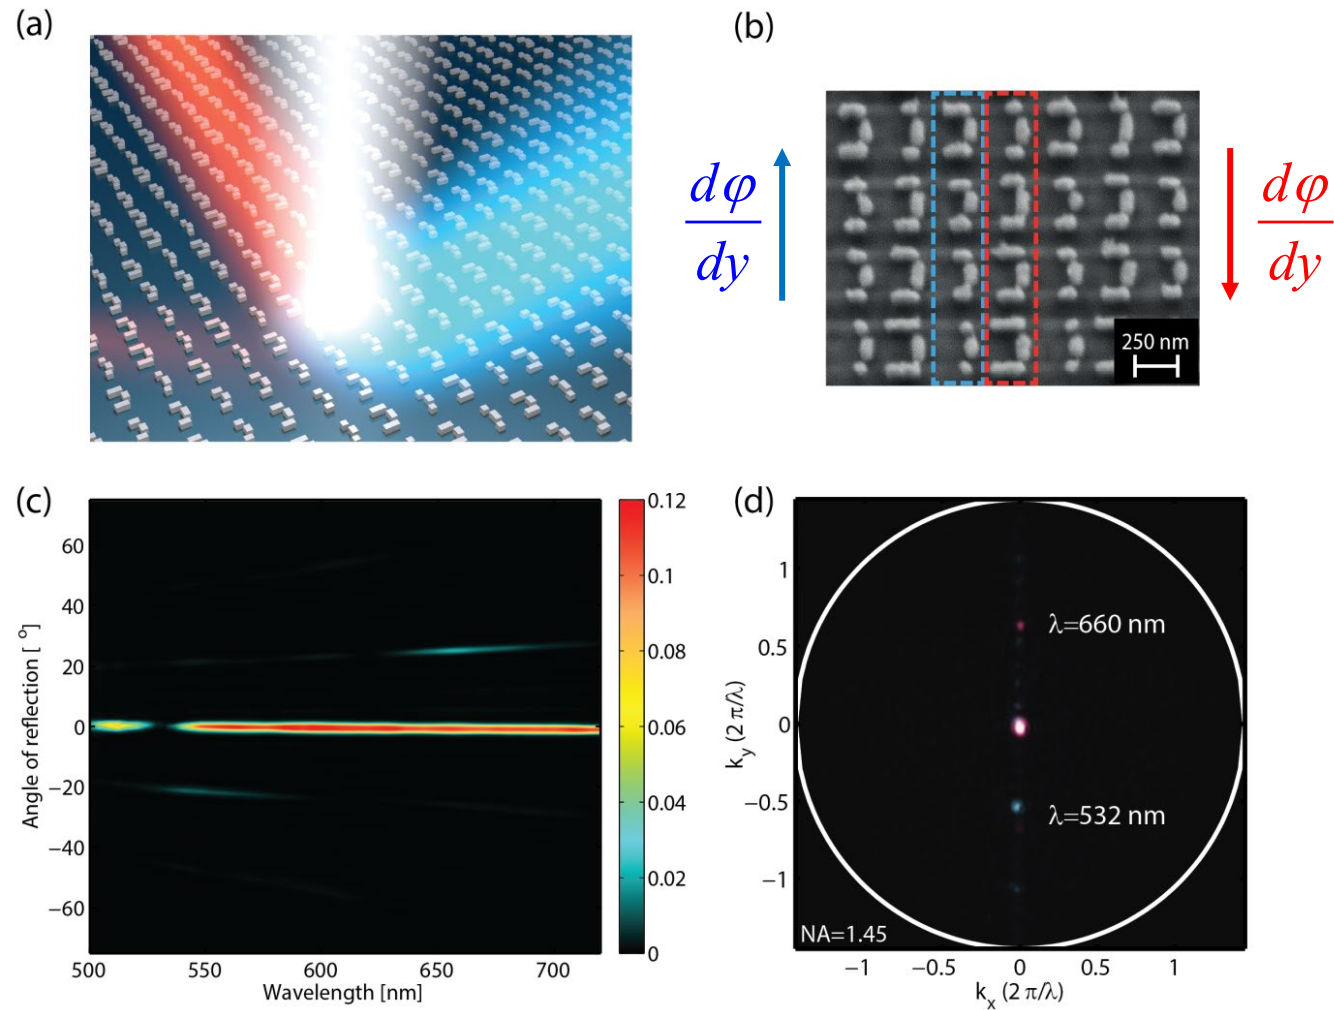 (a)
(b)
dφ
dy
dφ
dy
250 nm
(c)
60
40
20
0
−20
−40
−60
Angle of reflection [ °]
500
550
600
650
700
Wavelength [nm]
0.12
0.1
0.08
0.06
0.04
0.02
0
(d)
1
0.5
0
−0.5
−1
k_y (2 π/λ)
λ=660 nm
λ=532 nm
NA=1.45
−1
−0.5
0
0.5
1
k_x (2 π/λ)